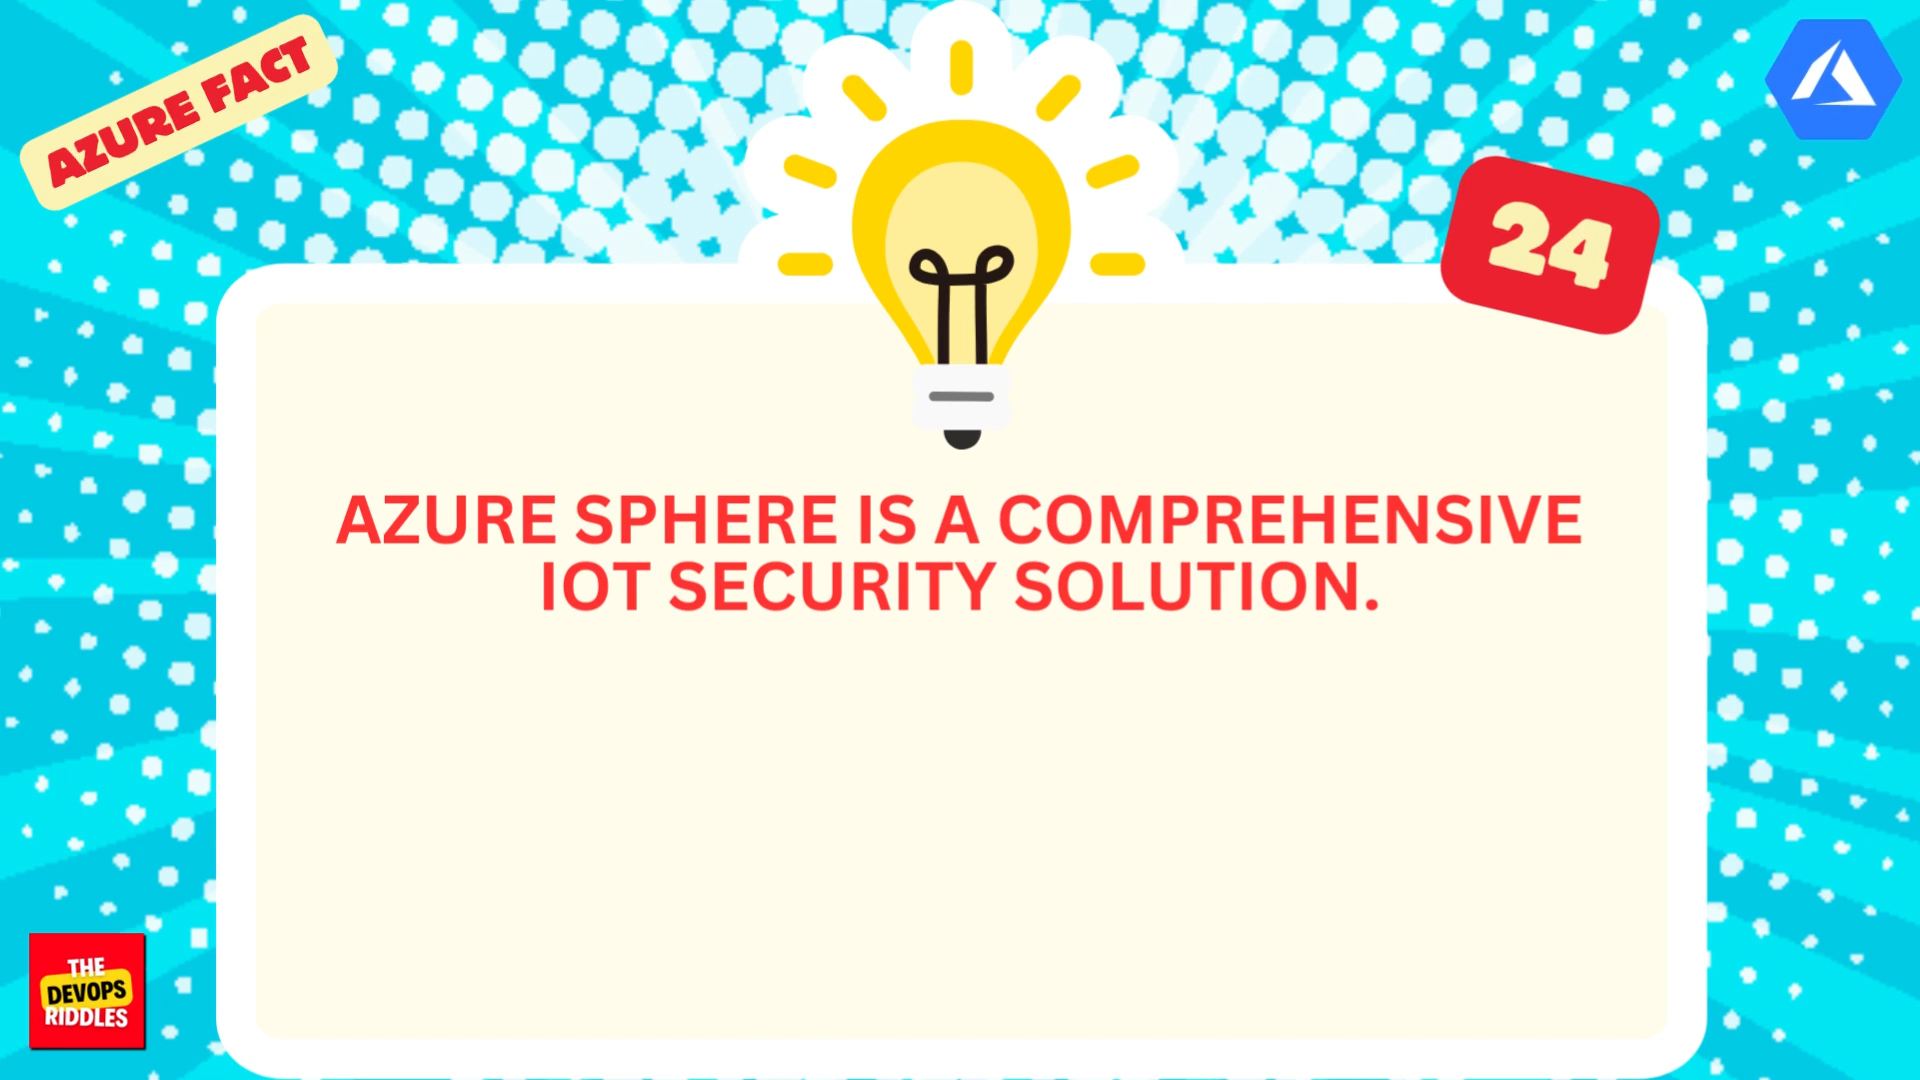 AZURE FACT
24
AZURE SPHERE IS A COMPREHENSIVE
IOT SECURITY SOLUTION.
THE
DEVOPS
RIDDLES